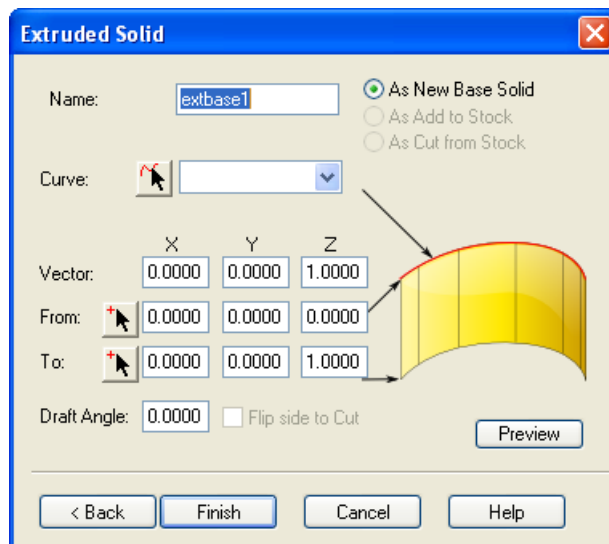 Extruded Solid
Name: extbase1
As New Base Solid
As Add to Stock
As Cut from Stock
Curve:
X Y Z
Vector: 0.0000 0.0000 1.0000
From: 0.0000 0.0000 0.0000
To: 0.0000 0.0000 1.0000
Draft Angle: 0.0000 Flip side to Cut
Preview
< Back Finish Cancel Help